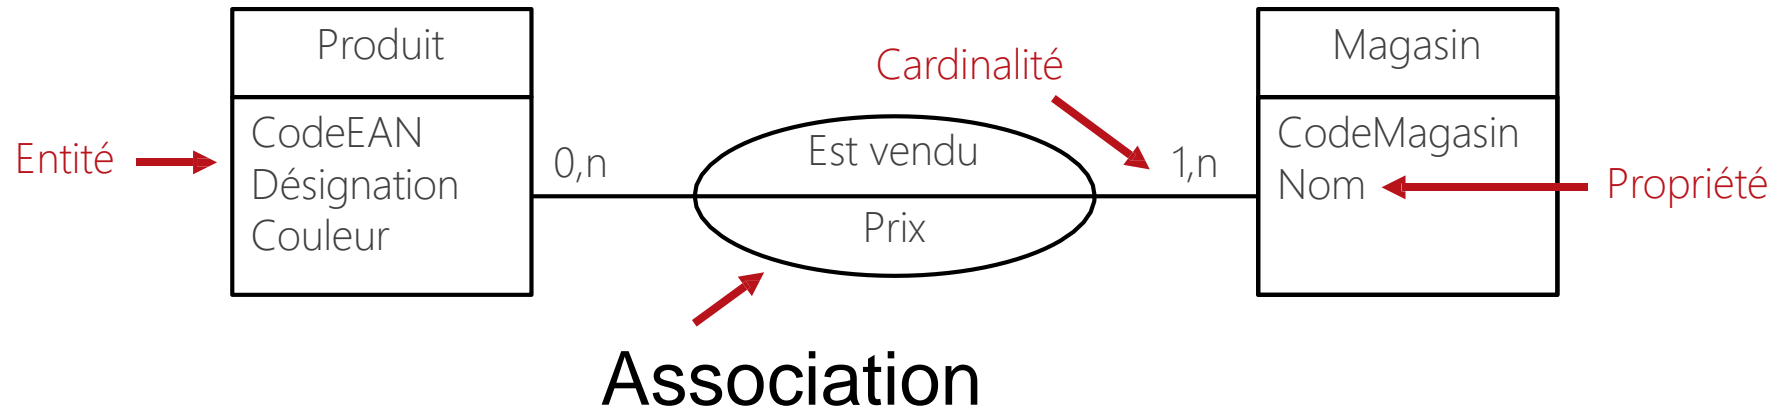 Produit
Magasin
Cardinalité
Entité
CodeEAN
Désignation
Couleur
0,n
Est vendu
Prix
1,n
CodeMagasin
Nom
Propriété
Association